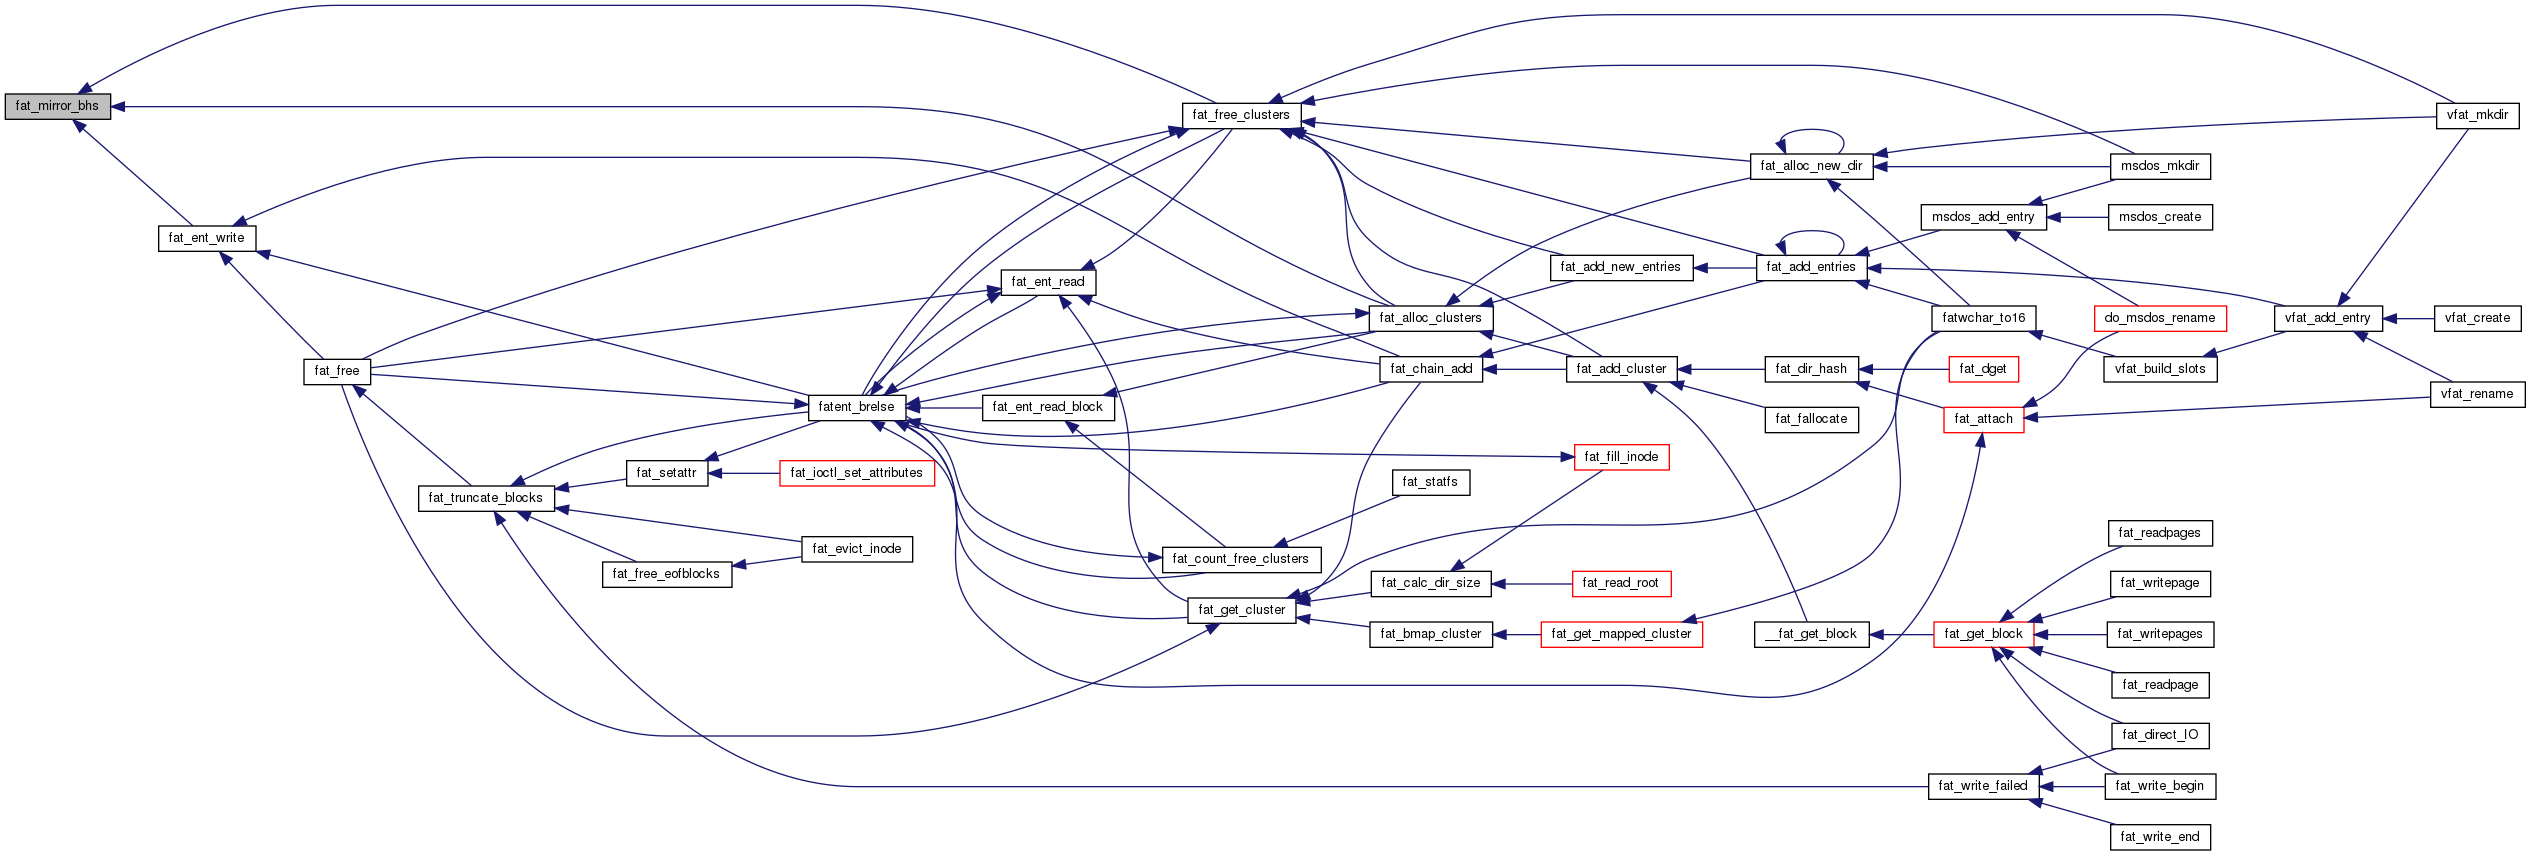 fat_mirror_bhs
fat_ent_write
fat_free
fat_truncate_blocks
fat_setattr
fat_free_eofblocks
fatent_brelse
fat_ioctl_set_attributes
fat_evict_inode
fat_ent_read
fat_ent_read_block
fat_free_clusters
fat_count_free_clusters
fat_get_cluster
fat_alloc_clusters
fat_chain_add
fat_statfs
fat_calc_dir_size
fat_bmap_cluster
fat_add_new_entries
fat_add_cluster
fat_fill_inode
fat_read_root
fat_get_mapped_cluster
fat_alloc_new_dir
fat_add_entries
fat_dir_hash
fat_fallocate
__fat_get_block
msdos_add_entry
fatwchar_to16
fat_dget
fat_attach
fat_get_block
fat_write_failed
msdos_mkdir
msdos_create
do_msdos_rename
vfat_build_slots
fat_readpages
fat_writepage
fat_writepages
fat_readpage
fat_direct_IO
fat_write_begin
fat_write_end
vfat_add_entry
vfat_mkdir
vfat_create
vfat_rename